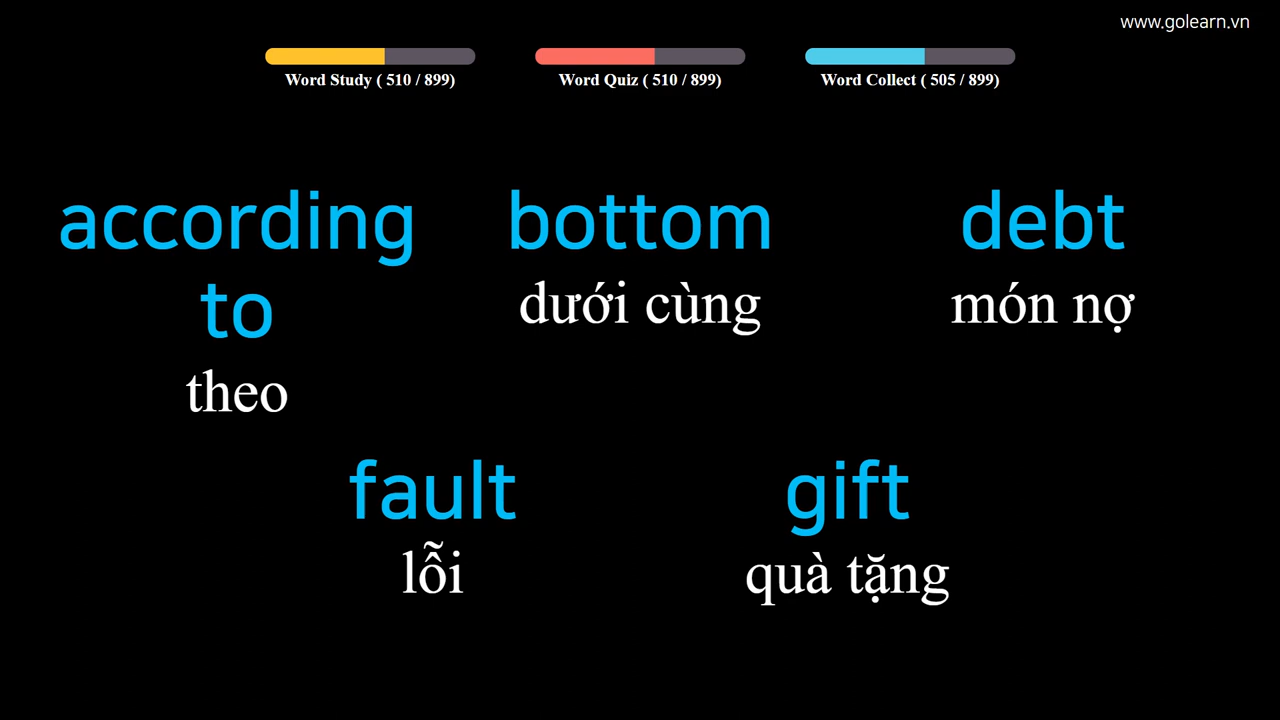 www.golearn.vn
Word Study ( 510 / 899)
Word Quiz ( 510 / 899)
Word Collect ( 505 / 899)
according
to
theo
bottom
dưới cùng
debt
món nợ
fault
lỗi
gift
quà tặng